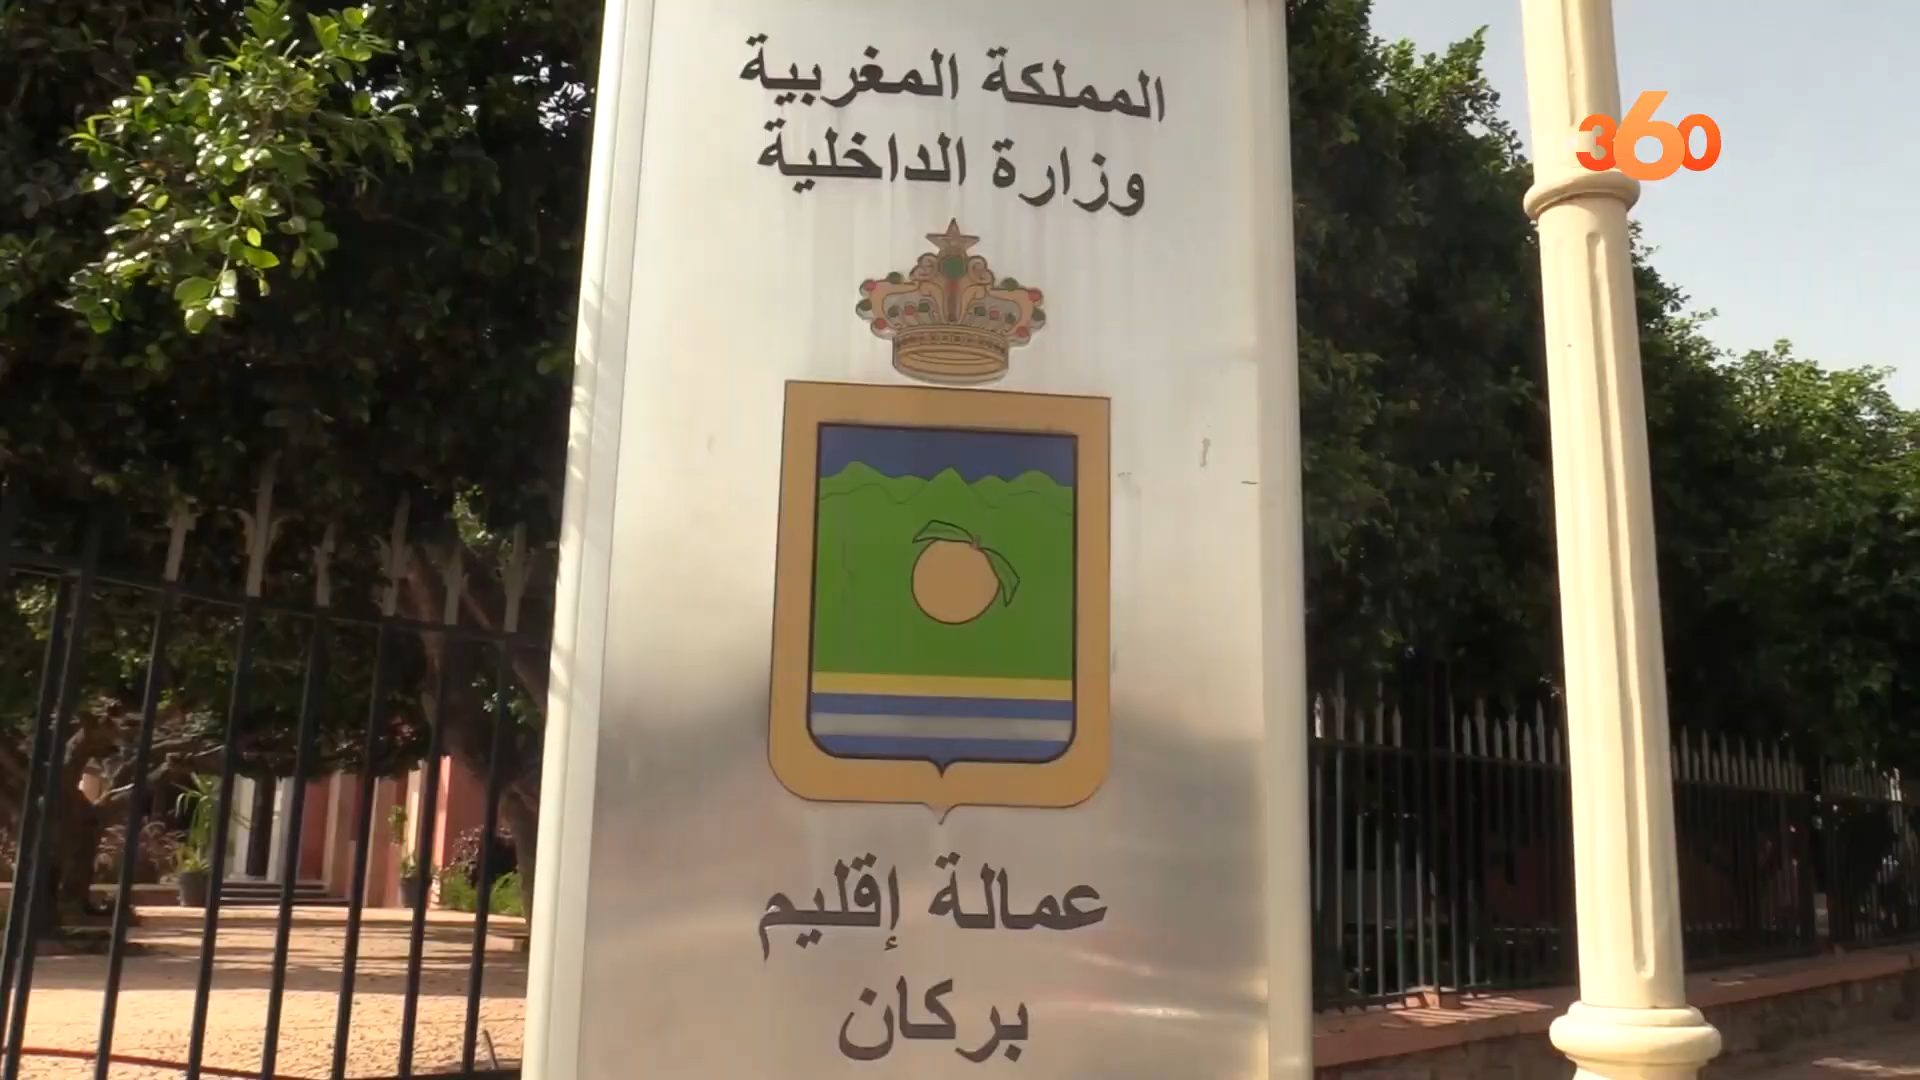 المملكة المغربية
360
وزارة الداخلية
عمالة إقليم
بركان